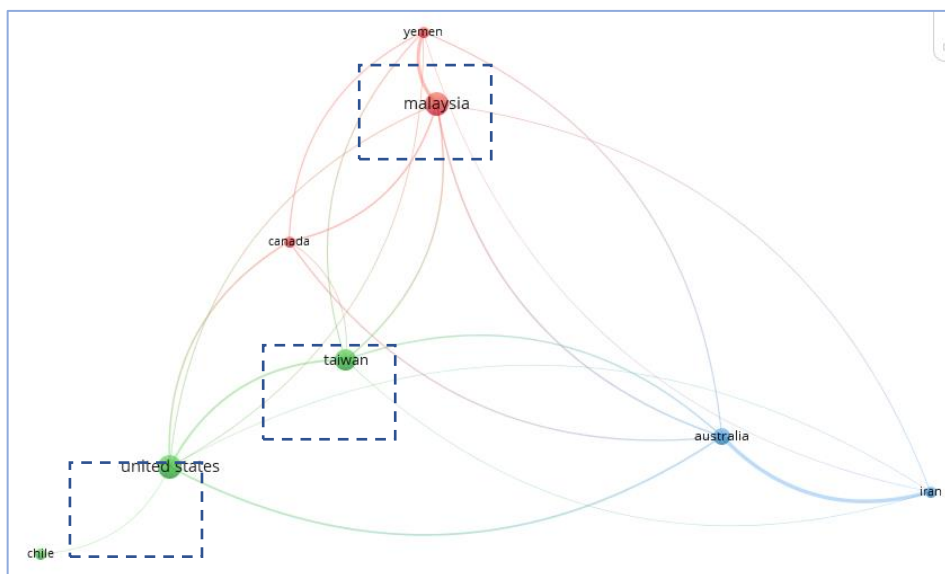 yemen
malaysia
canada
taiwan
australia
united states
iran
chile